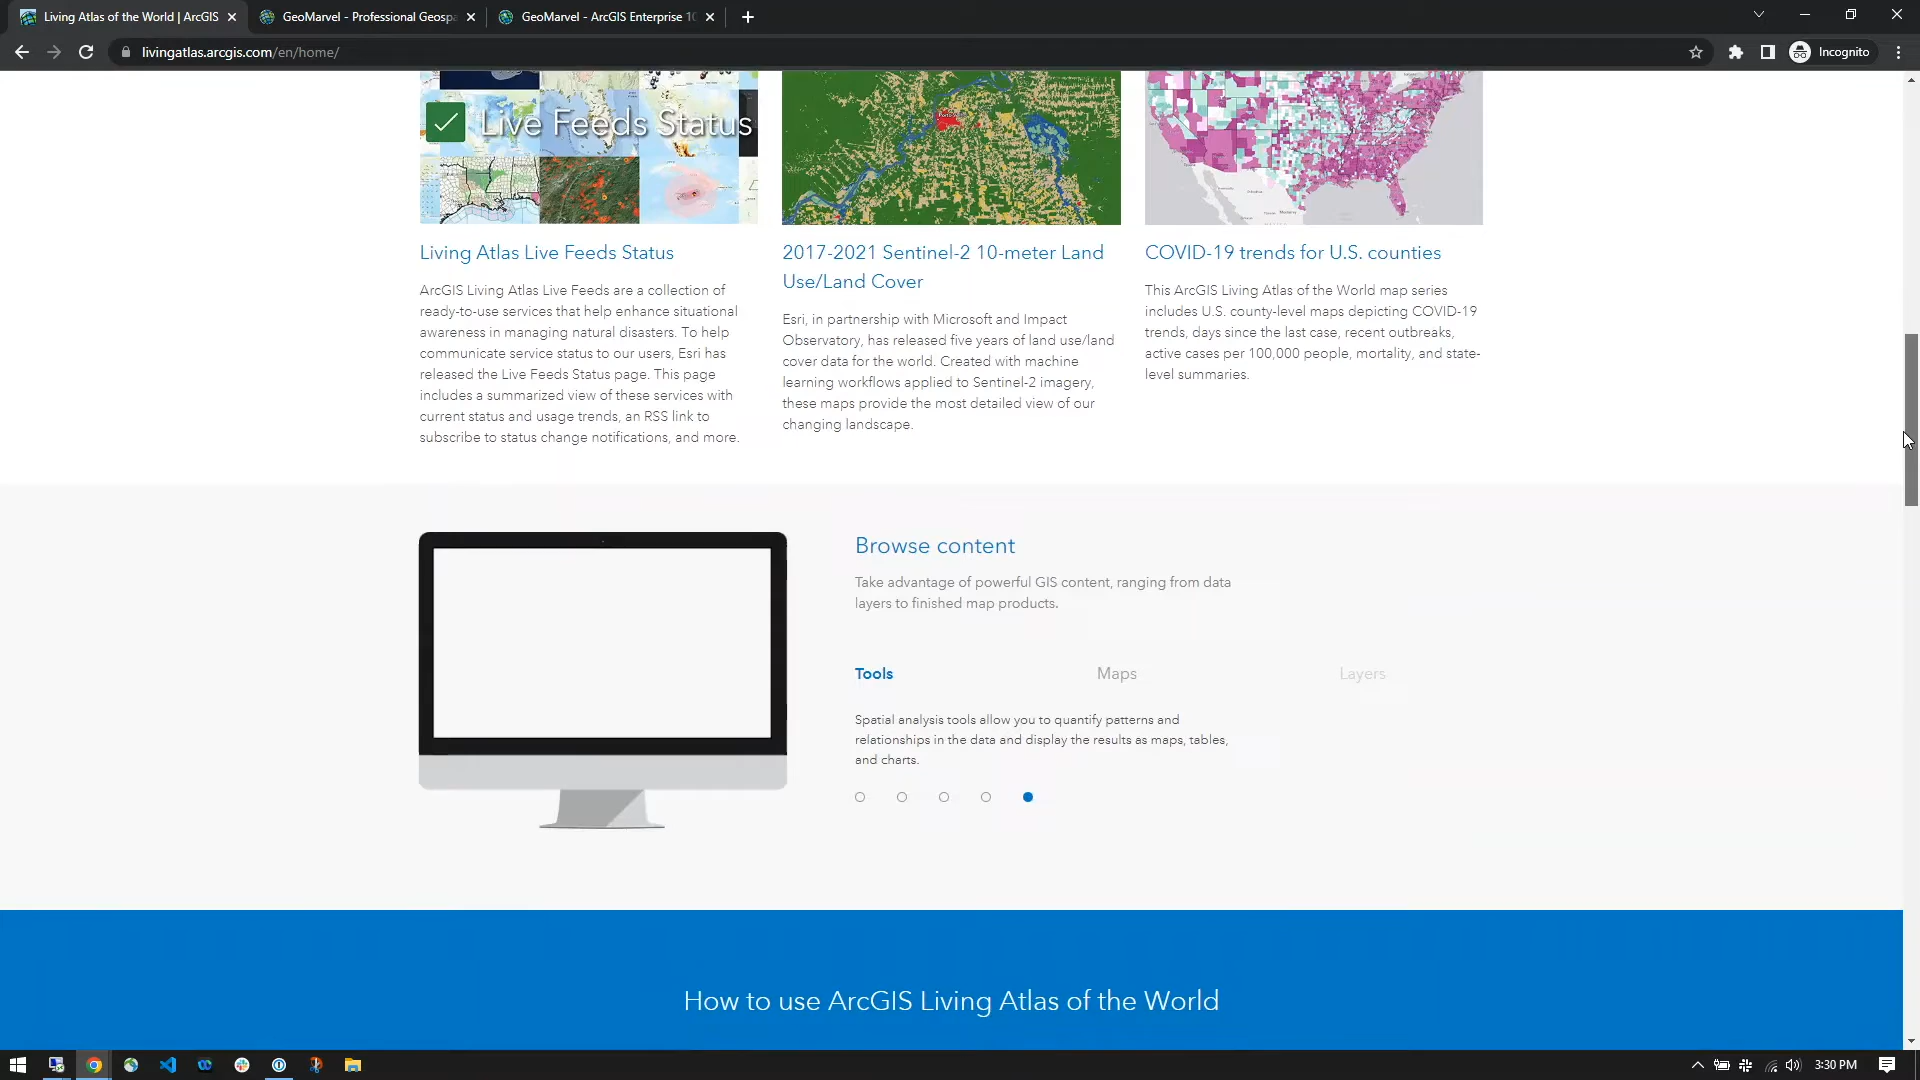 Living Atlas of the World | ArcGIS
GeoMarvel - Professional Geospa
GeoMarvel - ArcGIS Enterprise 10
livingatlas.arcgis.com/en/home/
Incognito
Live Feeds Status
Living Atlas Live Feeds Status
ArcGIS Living Atlas Live Feeds are a collection of
ready-to-use services that help enhance situational
awareness in managing natural disasters. To help
communicate service status to our users, Esri has
released the Live Feeds Status page. This page
includes a summarized view of these services with
current status and usage trends, an RSS link to
subscribe to status change notifications, and more.
2017-2021 Sentinel-2 10-meter Land
Use/Land Cover
Esri, in partnership with Microsoft and Impact
Observatory, has released five years of land use/land
cover data for the world. Created with machine
learning workflows applied to Sentinel-2 imagery,
these maps provide the most detailed view of our
changing landscape.
COVID-19 trends for U.S. counties
This ArcGIS Living Atlas of the World map series
includes U.S. county-level maps depicting COVID-19
trends, days since the last case, recent outbreaks,
active cases per 100,000 people, mortality, and state-
level summaries.
Browse content
Take advantage of powerful GIS content, ranging from data
layers to finished map products.
Tools
Maps
Layers
Spatial analysis tools allow you to quantify patterns and
relationships in the data and display the results as maps, tables,
and charts.
How to use ArcGIS Living Atlas of the World
3:30 PM